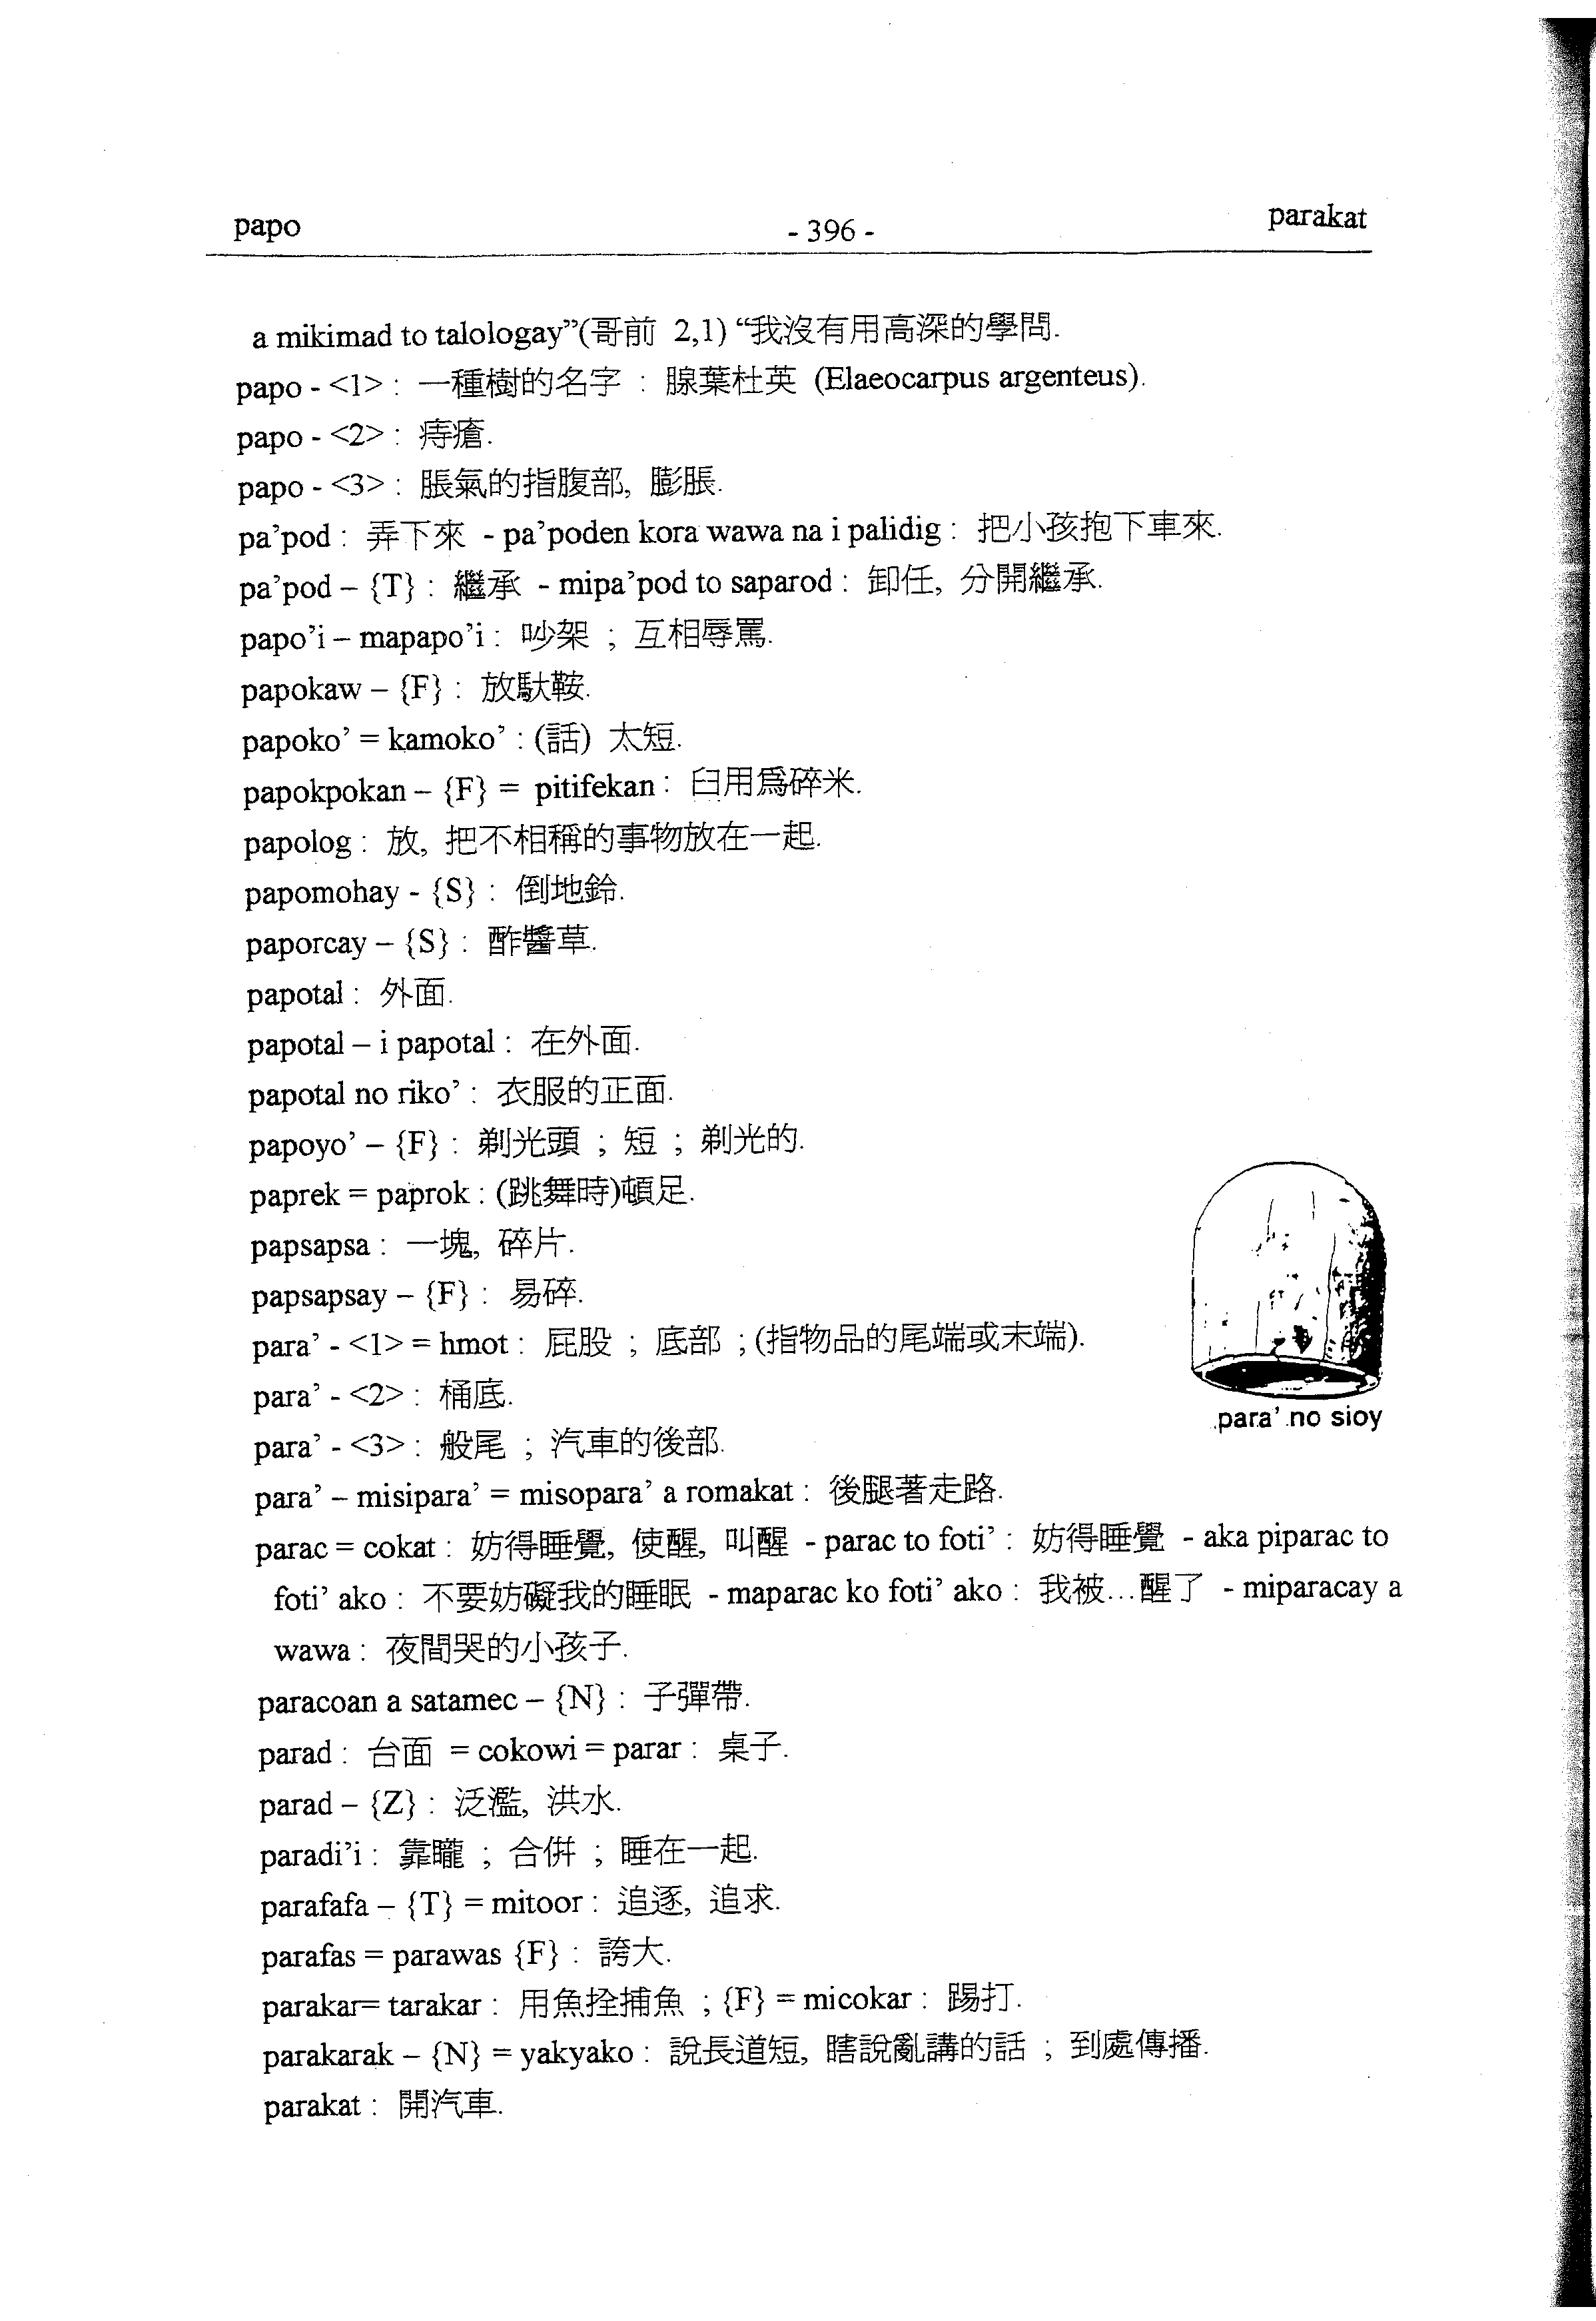 papo - 396 - parakat
a mikimad to talologay”(哥前 2,1) “我沒有用高深的學問.
papo - <1> : 一種樹的名字 : 腺葉杜英 (Elaeocarpus argenteus).
papo - <2> : 痔瘡.
papo - <3> : 脹氣的指腹部, 膨脹.
pa’pod : 弄下來 - pa’poden kora wawa na i palidig : 把小孩抱下車來.
pa’pod – {T} : 繼承 - mipa’pod to saparod : 卸任, 分開繼承.
papo’i – mapapo’i : 吵架 ; 互相辱罵.
papokaw – {F} : 放馱鞍.
papoko’ = kamoko’ : (話) 太短.
papokpokan – {F} = pitifekan : 臼用爲碎米.
papolog : 放, 把不相稱的事物放在一起.
papomohay - {S} : 倒地鈴.
paporcay – {S} : 酢醬草.
papotal : 外面.
papotal – i papotal : 在外面.
papotal no riko’ : 衣服的正面.
papoyo’ – {F} : 剃光頭 ; 短 ; 剃光的.
paprek = paprok : (跳舞時)頓足.
papsapsa : 一塊, 碎片.
papsapsay – {F} : 易碎.
para’ - <1> = hmot : 屁股 ; 底部 ; (指物品的尾端或末端).
para’ - <2> : 桶底.
para’ no sioy
para’ - <3> : 般尾 ; 汽車的後部.
para’ – misipara’ = misopara’ a romakat : 後腿著走路.
parac = cokat : 妨得睡覺, 使醒, 叫醒 - parac to foti’ : 妨得睡覺 - aka piparac to
foti’ ako : 不要妨礙我的睡眠 - maparac ko foti’ ako : 我被…醒了 - miparacay a
wawa : 夜間哭的小孩子.
paracoan a satamec – {N} : 子彈帶.
parad : 台面 = cokowi = parar : 桌子.
parad – {Z} : 泛濫, 洪水.
paradi’i : 靠朧 ; 合倂 ; 睡在一起.
parafafa – {T} = mitoor : 追逐, 追求.
parafas = parawas {F} : 誇大.
parakar= tarakar : 用魚拴捕魚 ; {F} = micokar : 踢打.
parakarak – {N} = yakyako : 說長道短, 瞎說亂講的話 ; 到處傳播.
parakat : 開汽車.